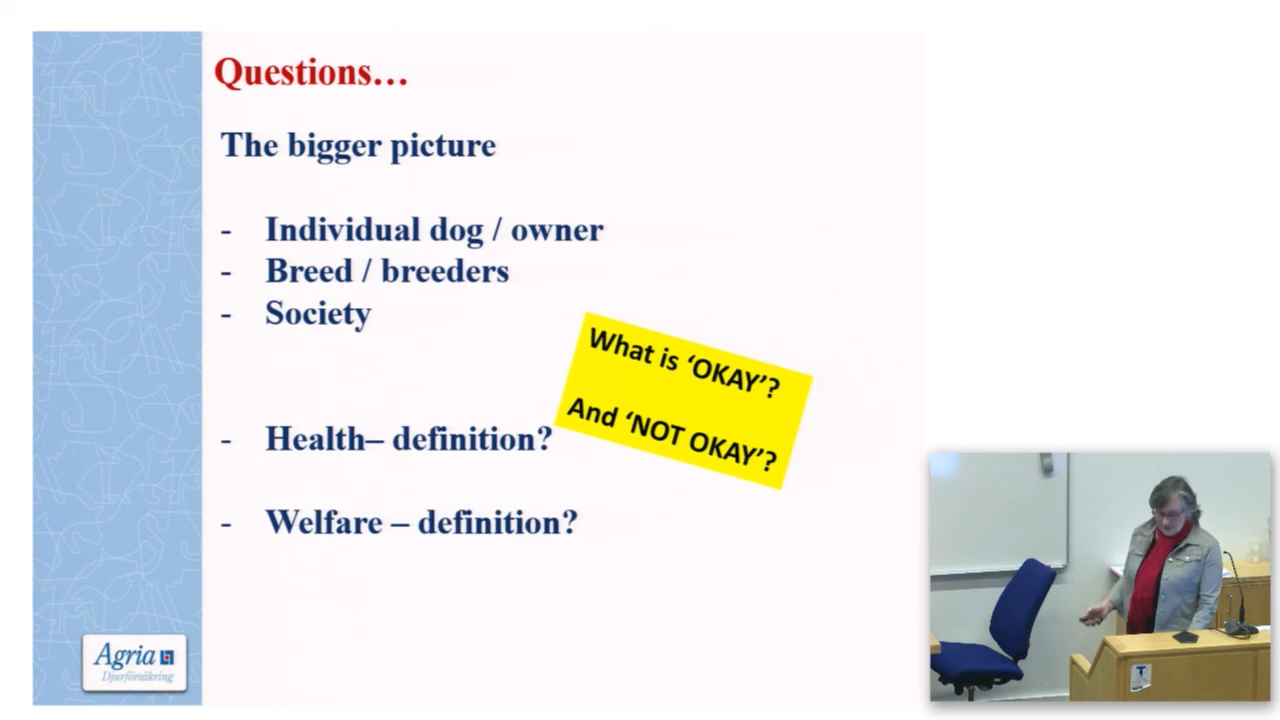 Questions…
The bigger picture
- Individual dog / owner
- Breed / breeders
- Society
What is ‘OKAY’?
And ‘NOT OKAY’?
- Health– definition?
- Welfare – definition?
Agria
Djurförsäkring
T